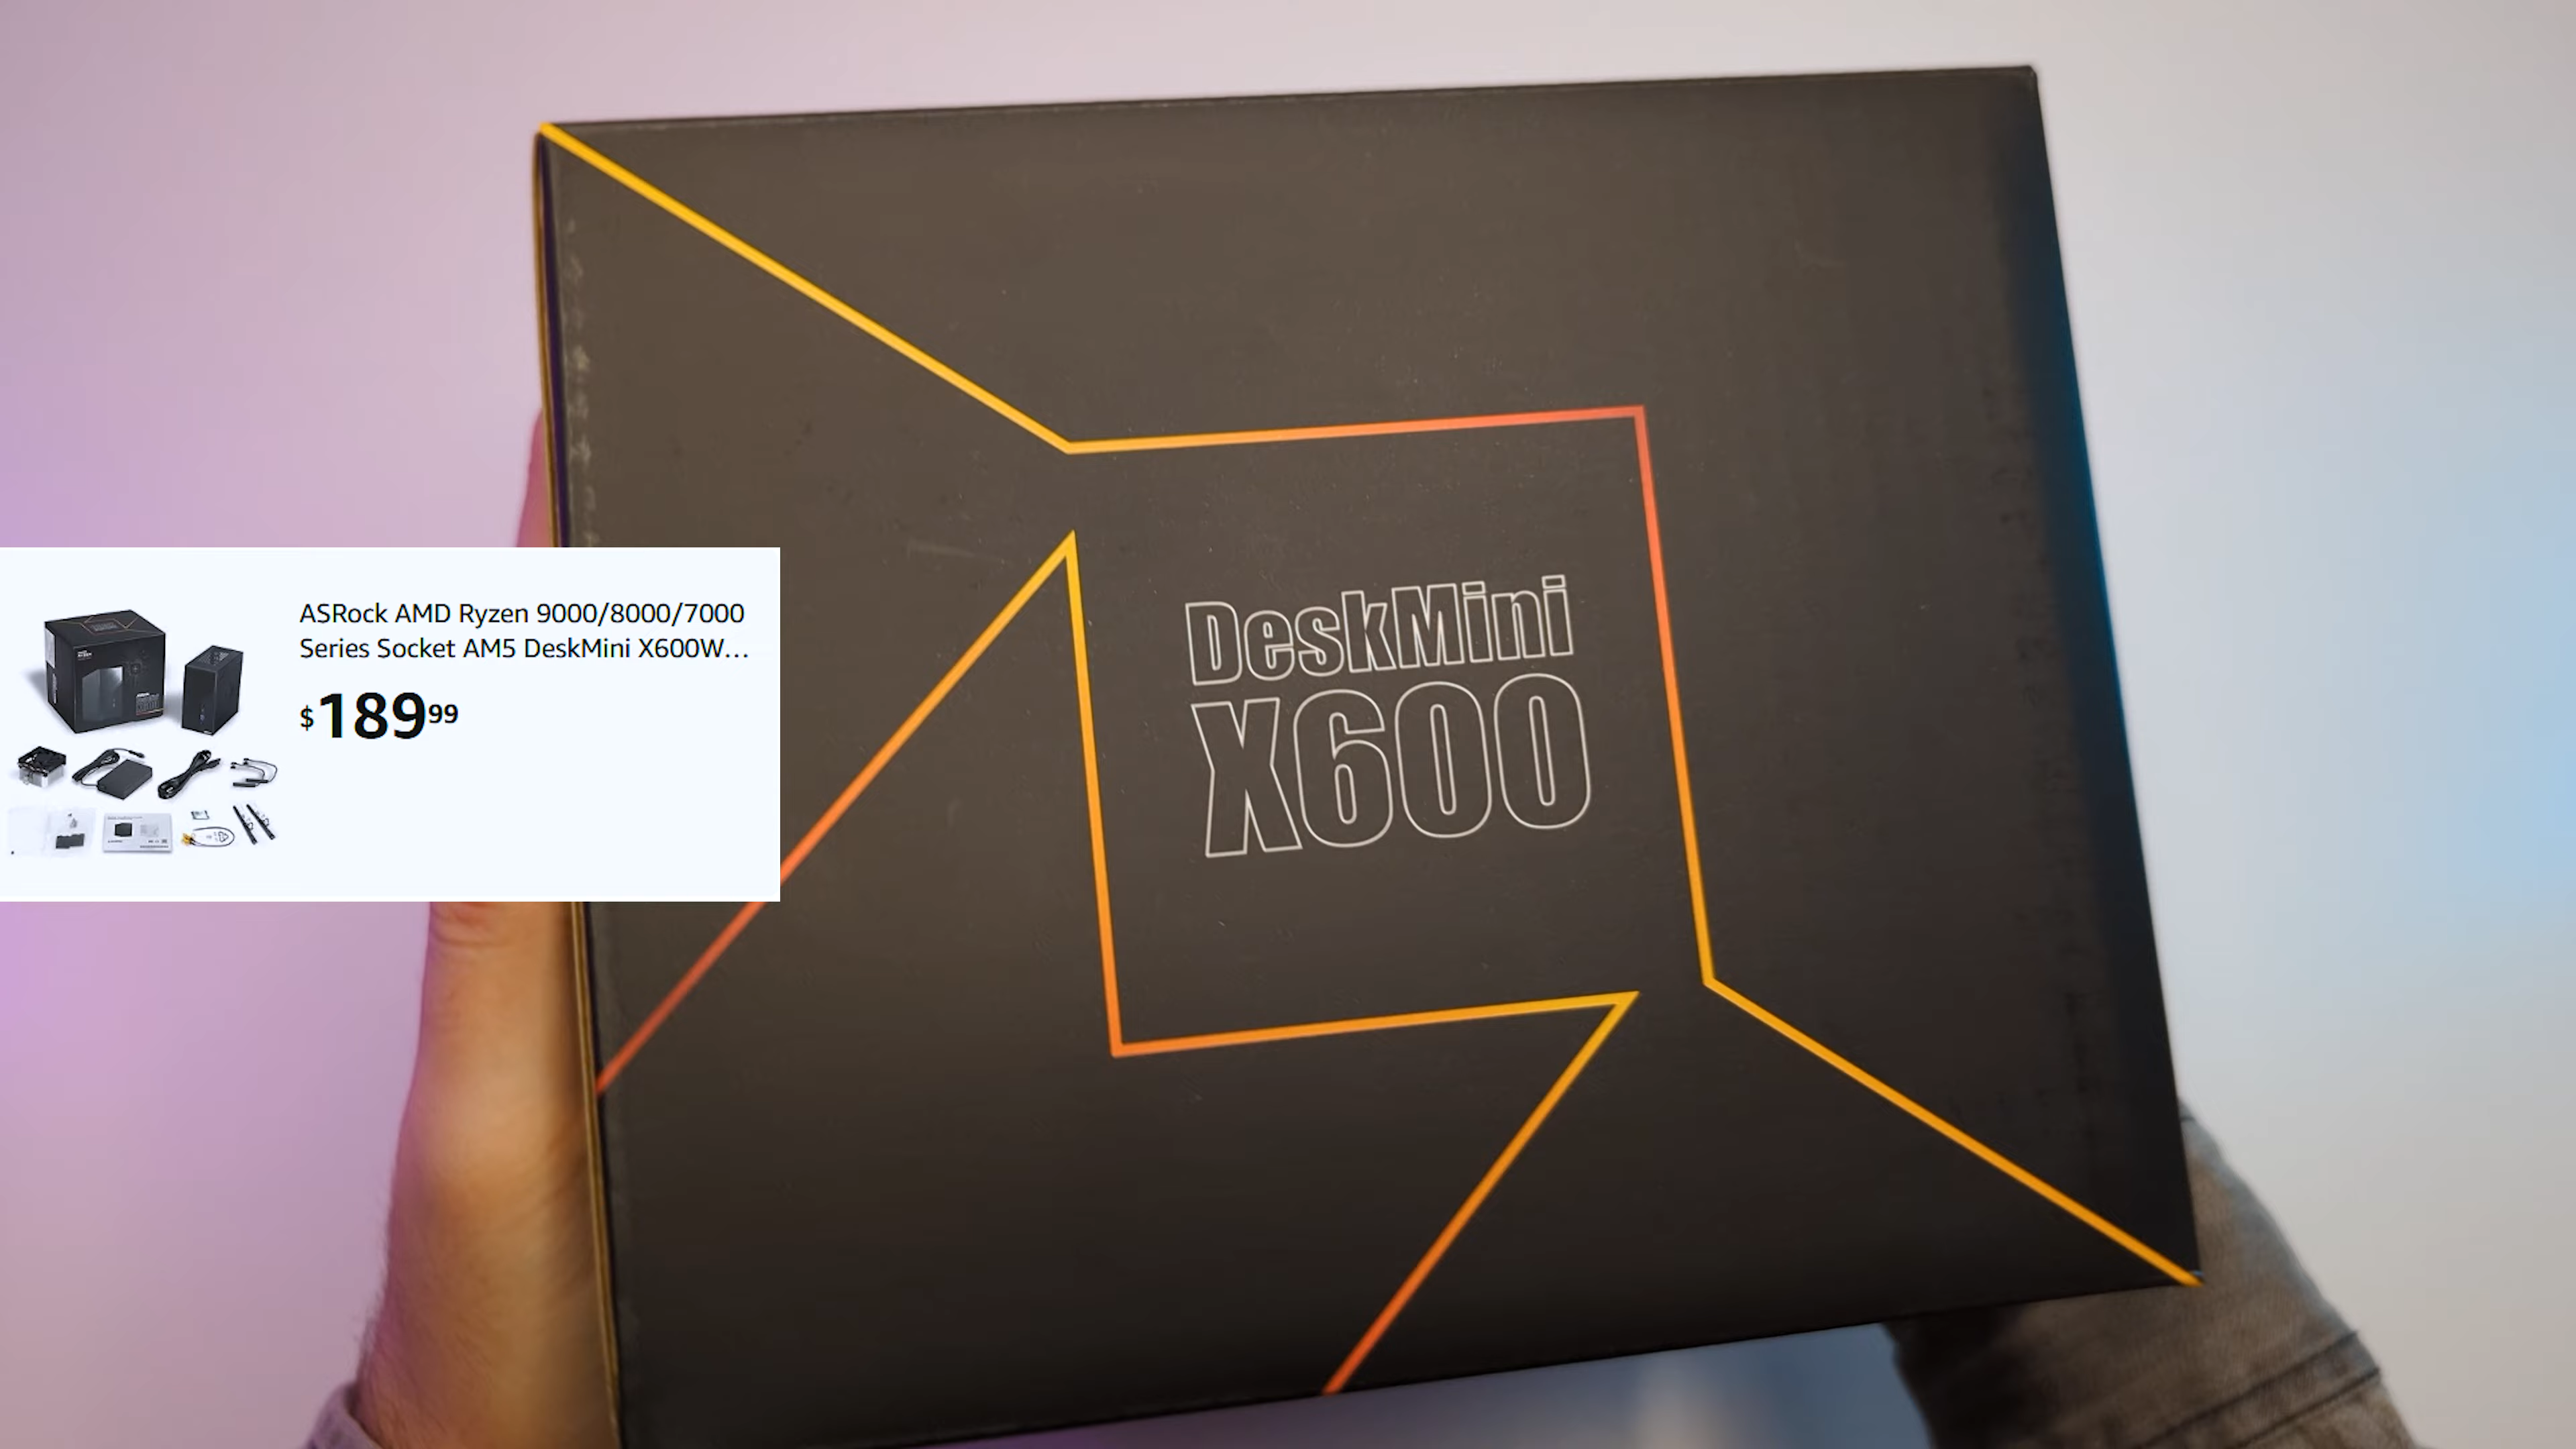 DeskMini
X600
ASRock AMD Ryzen 9000/8000/7000
Series Socket AM5 DeskMini X600W...
$18999